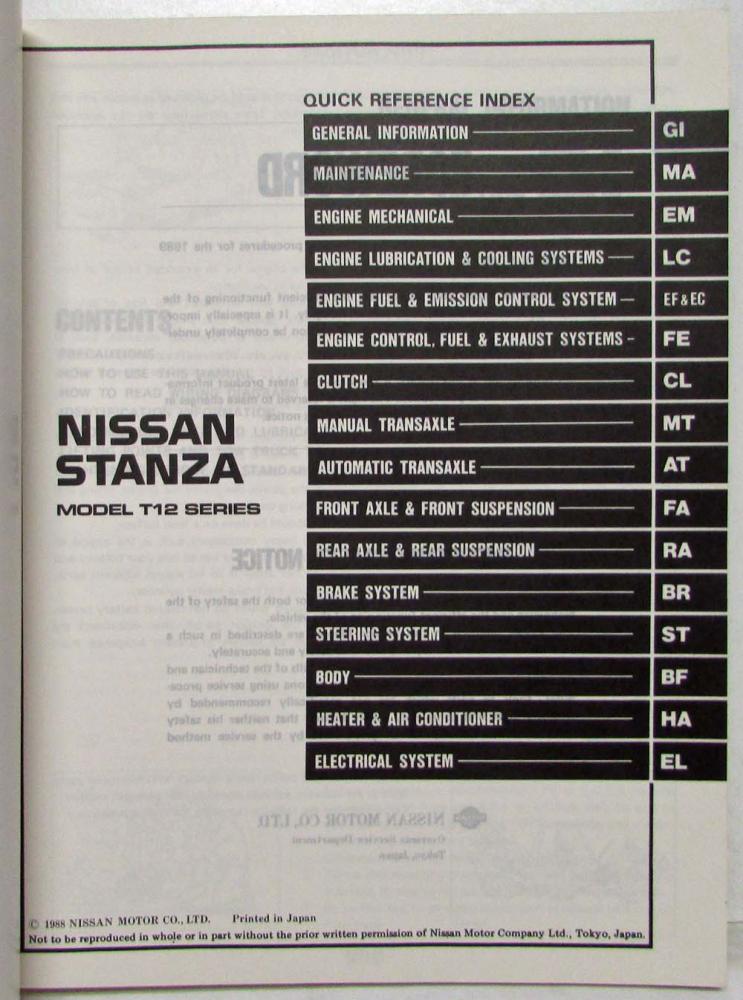 QUICK REFERENCE INDEX
GENERAL INFORMATION GI
MAINTENANCE MA
ENGINE MECHANICAL EM
ENGINE LUBRICATION & COOLING SYSTEMS LC
ENGINE FUEL & EMISSION CONTROL SYSTEM EF & EC
ENGINE CONTROL, FUEL & EXHAUST SYSTEMS FE
CLUTCH CL
MANUAL TRANSAXLE MT
AUTOMATIC TRANSAXLE AT
FRONT AXLE & FRONT SUSPENSION FA
REAR AXLE & REAR SUSPENSION RA
BRAKE SYSTEM BR
STEERING SYSTEM ST
BODY BF
HEATER & AIR CONDITIONER HA
ELECTRICAL SYSTEM EL
NISSAN
STANZA
MODEL T12 SERIES
© 1988 NISSAN MOTOR CO., LTD. Printed in Japan
Not to be reproduced in whole or in part without the prior written permission of Nissan Motor Company Ltd., Tokyo, Japan.